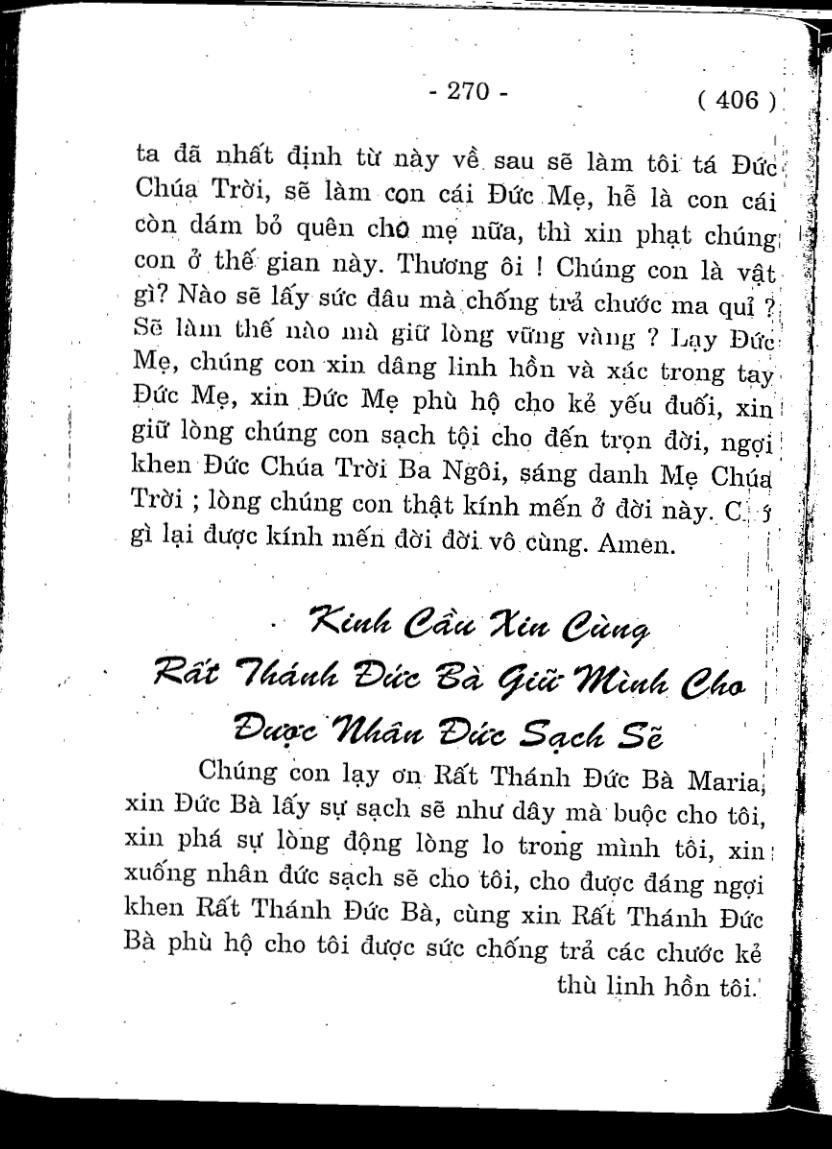 - 270 -
( 406 )
ta đã nhất định từ này về sau sẽ làm tôi tá Đức
Chúa Trời, sẽ làm con cái Đức Mẹ, hễ là con cái
còn dám bỏ quên cho mẹ nữa, thì xin phạt chúng
con ở thế gian này. Thương ôi ! Chúng con là vật
gì? Nào sẽ lấy sức đâu mà chống trả chước ma quỉ ?
Sẽ làm thế nào mà giữ lòng vững vàng ? Lạy Đức
Mẹ, chúng con xin dâng linh hồn và xác trong tay
Đức Mẹ, xin Đức Mẹ phù hộ cho kẻ yếu đuối, xin
giữ lòng chúng con sạch tội cho đến trọn đời, ngợi
khen Đức Chúa Trời Ba Ngôi, sáng danh Mẹ Chúa
Trời ; lòng chúng con thật kính mến ở đời này.
gì lại được kính mến đời đời vô cùng. Amen.
Kinh Cầu Xin Cùng
Rất Thánh Đức Bà Giữ Mình Cho
Được Nhân Đức Sạch Sẽ
Chúng con lạy ơn Rất Thánh Đức Bà Maria,
xin Đức Bà lấy sự sạch sẽ như dây mà buộc cho tôi,
xin phá sự lòng động lòng lo trong mình tôi, xin
xuống nhân đức sạch sẽ cho tôi, cho được đáng ngợi
khen Rất Thánh Đức Bà, cùng xin Rất Thánh Đức
Bà phù hộ cho tôi được sức chống trả các chước kẻ
thù linh hồn tôi.